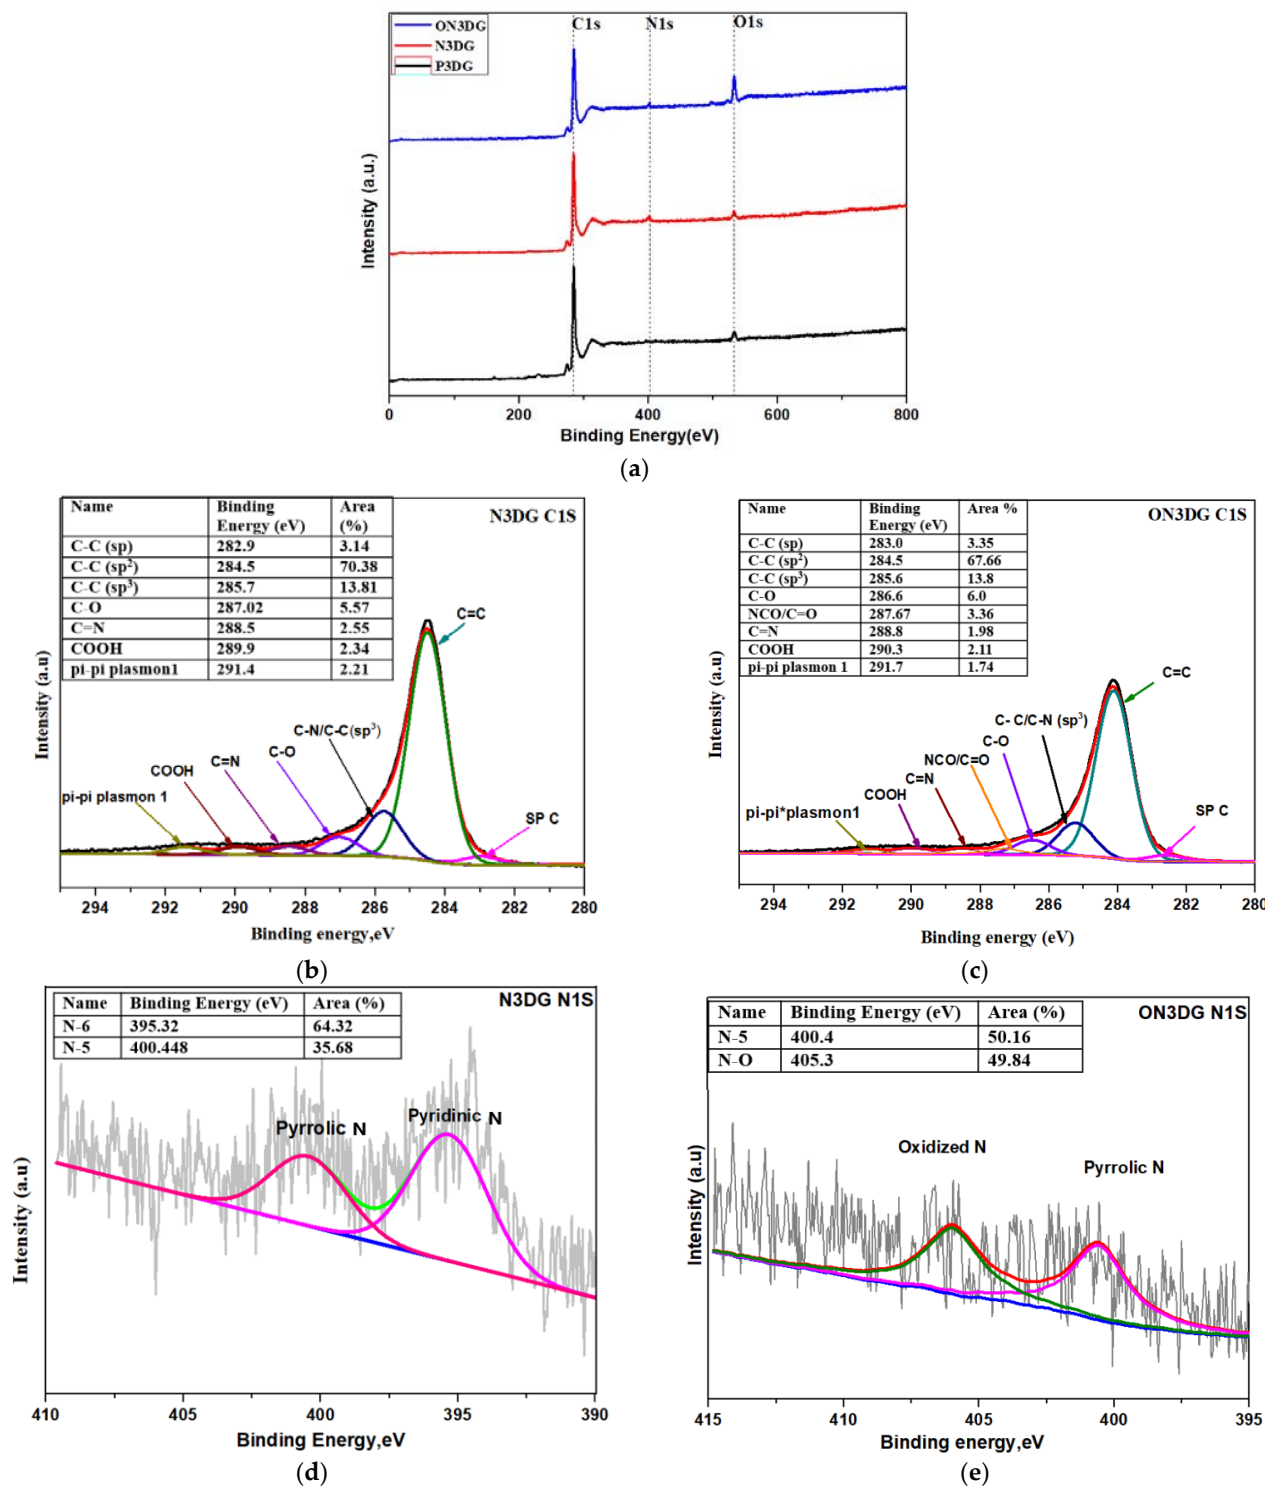 ON3DG
N3DG
P3DG
C1s
N1s
O1s
Intensity (a.u.)
0
200
400
600
800
Binding Energy(eV)
(a)
Name Binding Energy (eV) Area (%)
C-C (sp) 282.9 3.14
C-C (sp²) 284.5 70.38
C-C (sp³) 285.7 13.81
C-O 287.02 5.57
C=N 288.5 2.55
COOH 289.9 2.34
pi-pi plasmon1 291.4 2.21
N3DG C1S
C=C
C-N/C-C(sp³)
C-O
C=N
COOH
pi-pi plasmon 1
SP C
Intensity (a.u)
294 292 290 288 286 284 282 280
Binding energy,eV
(b)
Name Binding Energy (eV) Area %
C-C (sp) 283.0 3.35
C-C (sp²) 284.5 67.66
C-C (sp³) 285.6 13.8
C-O 286.6 6.0
NCO/C=O 287.67 3.36
C=N 288.8 1.98
COOH 290.3 2.11
pi-pi plasmon 1 291.7 1.74
ON3DG C1S
C=C
C- C/C-N (sp³)
C-O
NCO/C=O
C=N
COOH
pi-pi*plasmon1
SP C
Intensity (a.u)
294 292 290 288 286 284 282 280
Binding energy (eV)
(c)
Name Binding Energy (eV) Area (%)
N-6 395.32 64.32
N-5 400.448 35.68
N3DG N1S
Pyrrolic N
Pyridinic N
Intensity (a.u)
410 405 400 395 390
Binding Energy,eV
(d)
Name Binding Energy (eV) Area (%)
N-5 400.4 50.16
N-O 405.3 49.84
ON3DG N1S
Oxidized N
Pyrrolic N
Intensity (a.u)
415 410 405 400 395
Binding energy,eV
(e)